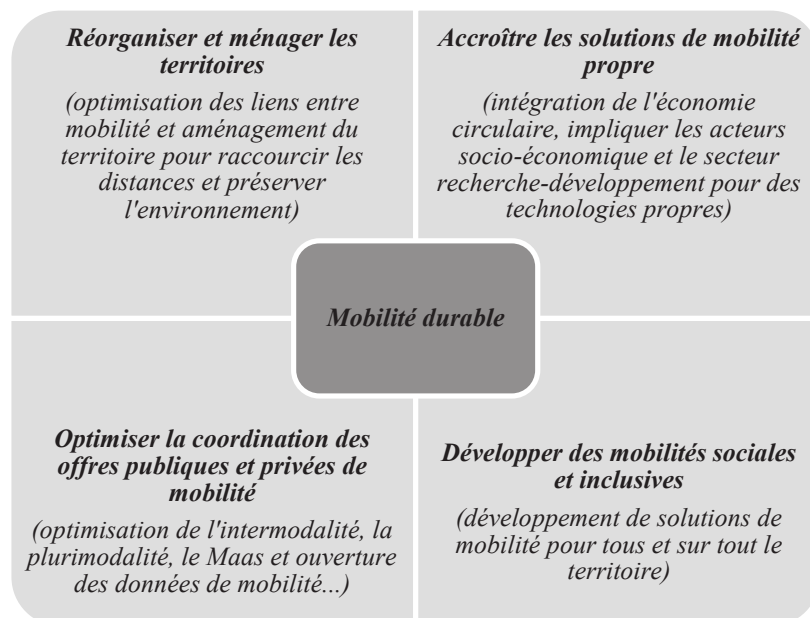 Réorganiser et ménager les
territoires
(optimisation des liens entre
mobilité et aménagement du
territoire pour raccourcir les
distances et préserver
l'environnement)
Accroître les solutions de mobilité
propre
(intégration de l'économie
circulaire, impliquer les acteurs
socio-économique et le secteur
recherche-développement pour des
technologies propres)
Mobilité durable
Optimiser la coordination des
offres publiques et privées de
mobilité
(optimisation de l'intermodalité, la
plurimodalité, le Maas et ouverture
des données de mobilité...)
Développer des mobilités sociales
et inclusives
(développement de solutions de
mobilité pour tous et sur tout le
territoire)